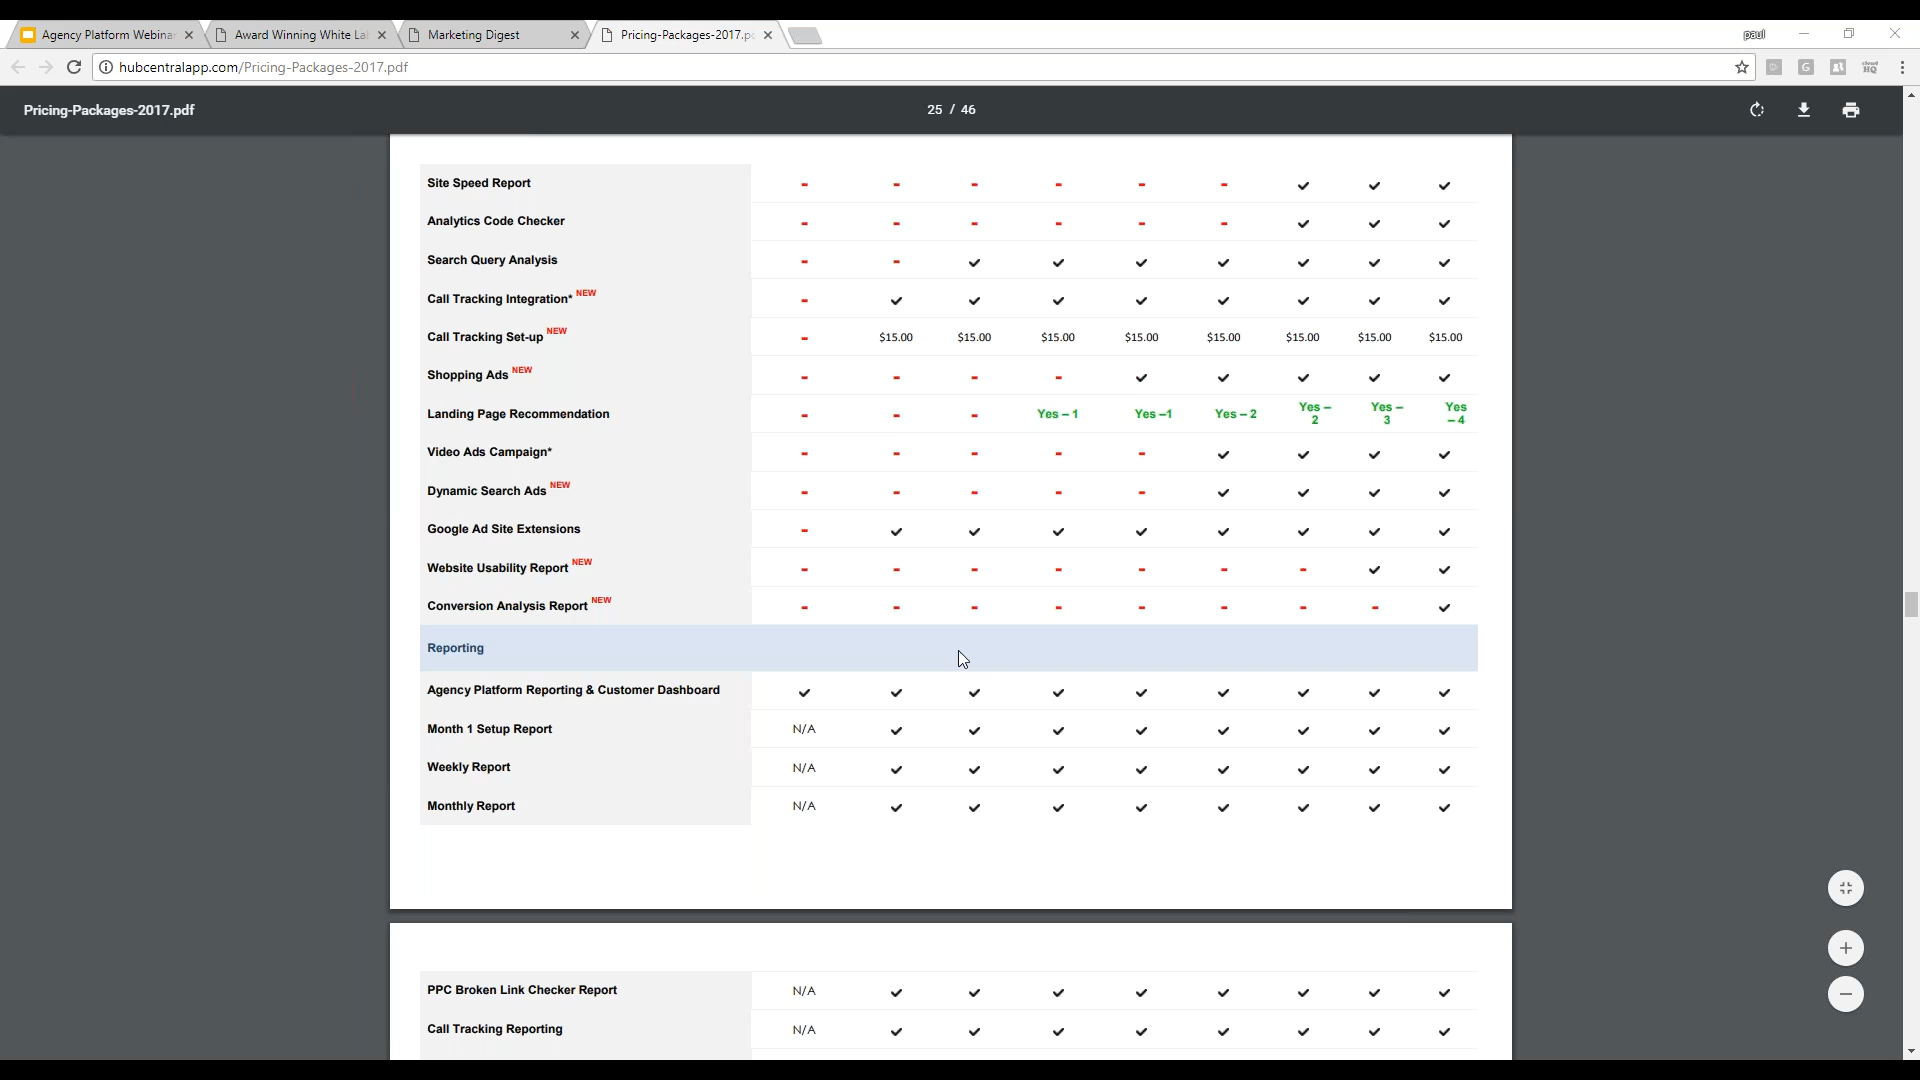 Agency Platform Webina
Award Winning White La
Marketing Digest
Pricing-Packages-2017.p
paul
hubcentralapp.com/Pricing-Packages-2017.pdf
Pricing-Packages-2017.pdf
25 / 46
Site Speed Report - - - - - - ✔ ✔ ✔
Analytics Code Checker - - - - - - ✔ ✔ ✔
Search Query Analysis - - ✔ ✔ ✔ ✔ ✔ ✔ ✔
Call Tracking Integration* NEW - ✔ ✔ ✔ ✔ ✔ ✔ ✔ ✔
Call Tracking Set-up NEW - $15.00 $15.00 $15.00 $15.00 $15.00 $15.00 $15.00 $15.00
Shopping Ads NEW - - - - ✔ ✔ ✔ ✔ ✔
Landing Page Recommendation - - - Yes – 1 Yes –1 Yes – 2 Yes – 2 Yes – 3 Yes – 4
Video Ads Campaign* - - - - - ✔ ✔ ✔ ✔
Dynamic Search Ads NEW - - - - - ✔ ✔ ✔ ✔
Google Ad Site Extensions - ✔ ✔ ✔ ✔ ✔ ✔ ✔ ✔
Website Usability Report NEW - - - - - - - ✔ ✔
Conversion Analysis Report NEW - - - - - - - - ✔
Reporting
Agency Platform Reporting & Customer Dashboard ✔ ✔ ✔ ✔ ✔ ✔ ✔ ✔ ✔
Month 1 Setup Report N/A ✔ ✔ ✔ ✔ ✔ ✔ ✔ ✔
Weekly Report N/A ✔ ✔ ✔ ✔ ✔ ✔ ✔ ✔
Monthly Report N/A ✔ ✔ ✔ ✔ ✔ ✔ ✔ ✔
PPC Broken Link Checker Report N/A ✔ ✔ ✔ ✔ ✔ ✔ ✔ ✔
Call Tracking Reporting N/A ✔ ✔ ✔ ✔ ✔ ✔ ✔ ✔